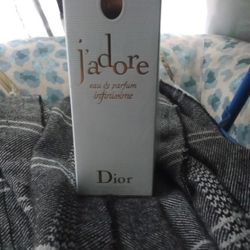 j'adore
eau de parfum
infinissime
Dior